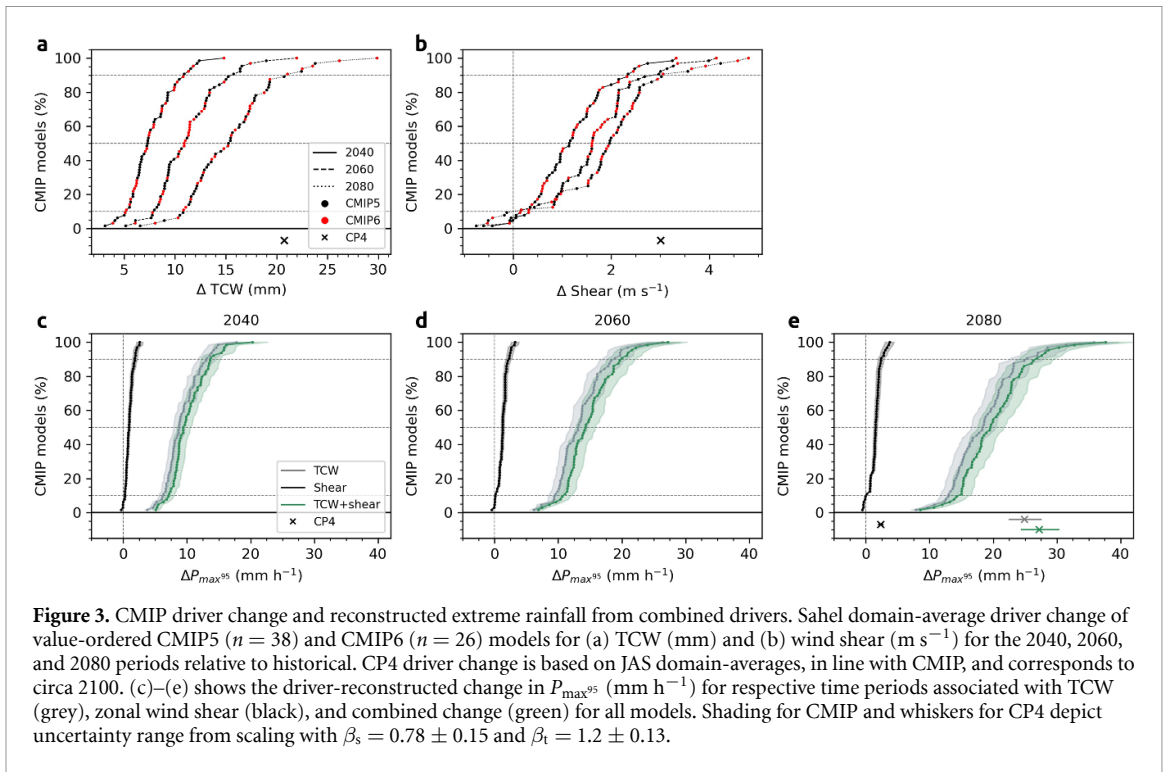 a
b
100
80
60
40
20
0
CMIP models (%)
2040
2060
2080
CMIP5
CMIP6
CP4
5 10 15 20 25 30
Δ TCW (mm)
100
80
60
40
20
0
CMIP models (%)
0 2 4
Δ Shear (m s⁻¹)
c
2040
100
80
60
40
20
0
CMIP models (%)
TCW
Shear
TCW+shear
CP4
0 10 20 30 40
ΔP_max⁹⁵ (mm h⁻¹)
d
2060
100
80
60
40
20
0
CMIP models (%)
0 10 20 30 40
ΔP_max⁹⁵ (mm h⁻¹)
e
2080
100
80
60
40
20
0
CMIP models (%)
0 10 20 30 40
ΔP_max⁹⁵ (mm h⁻¹)
Figure 3. CMIP driver change and reconstructed extreme rainfall from combined drivers. Sahel domain-average driver change of
value-ordered CMIP5 (n = 38) and CMIP6 (n = 26) models for (a) TCW (mm) and (b) wind shear (m s⁻¹) for the 2040, 2060,
and 2080 periods relative to historical. CP4 driver change is based on JAS domain-averages, in line with CMIP, and corresponds to
circa 2100. (c)–(e) shows the driver-reconstructed change in P_max⁹⁵ (mm h⁻¹) for respective time periods associated with TCW
(grey), zonal wind shear (black), and combined change (green) for all models. Shading for CMIP and whiskers for CP4 depict
uncertainty range from scaling with β_s = 0.78 ± 0.15 and β_t = 1.2 ± 0.13.